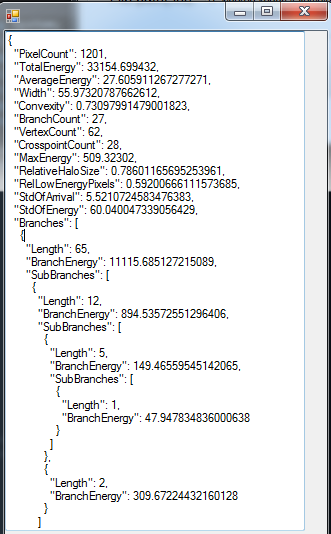 {
"PixelCount": 1201,
"TotalEnergy": 33154.699432,
"AverageEnergy": 27.605911267277271,
"Width": 55.97320787662612,
"Convexity": 0.73097991479001823,
"BranchCount": 27,
"VertexCount": 62,
"CrosspointCount": 28,
"MaxEnergy": 509.32302,
"RelativeHaloSize": 0.78601165695253961,
"RelLowEnergyPixels": 0.59200666111573685,
"StdOfArrival": 5.5210724583476383,
"StdOfEnergy": 60.040047339056429,
"Branches": [
{
"Length": 65,
"BranchEnergy": 11115.685127215089,
"SubBranches": [
{
"Length": 12,
"BranchEnergy": 894.53572551296406,
"SubBranches": [
{
"Length": 5,
"BranchEnergy": 149.46559545142065,
"SubBranches": [
{
"Length": 1,
"BranchEnergy": 47.947834836000638
}
]
},
{
"Length": 2,
"BranchEnergy": 309.67224432160128
}
]